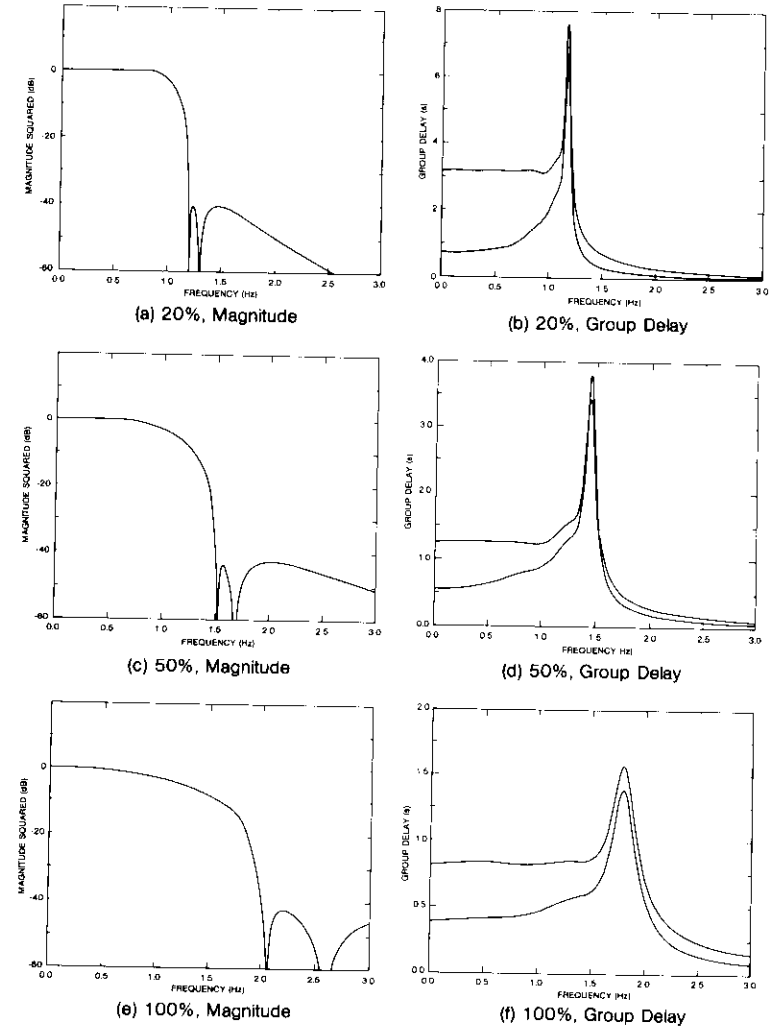 MAGNITUDE SQUARED (dB)
0
-20
-40
-60
0.0 0.5 1.0 1.5 2.0 2.5 3.0
FREQUENCY (Hz)
(a) 20%, Magnitude
GROUP DELAY (s)
8
6
4
2
0
0.0 0.5 1.0 1.5 2.0 2.5 3.0
FREQUENCY (Hz)
(b) 20%, Group Delay
MAGNITUDE SQUARED (dB)
0
-20
-40
-60
0.0 0.5 1.0 1.5 2.0 2.5 3.0
FREQUENCY (Hz)
(c) 50%, Magnitude
GROUP DELAY (s)
4.0
3.0
2.0
1.0
0.0
0.0 0.5 1.0 1.5 2.0 2.5 3.0
FREQUENCY (Hz)
(d) 50%, Group Delay
MAGNITUDE SQUARED (dB)
0
-20
-40
-60
0.0 0.5 1.0 1.5 2.0 2.5 3.0
FREQUENCY (Hz)
(e) 100%, Magnitude
GROUP DELAY (s)
2.0
1.5
1.0
0.5
0.0
0.0 0.5 1.0 1.5 2.0 2.5 3.0
FREQUENCY (Hz)
(f) 100%, Group Delay